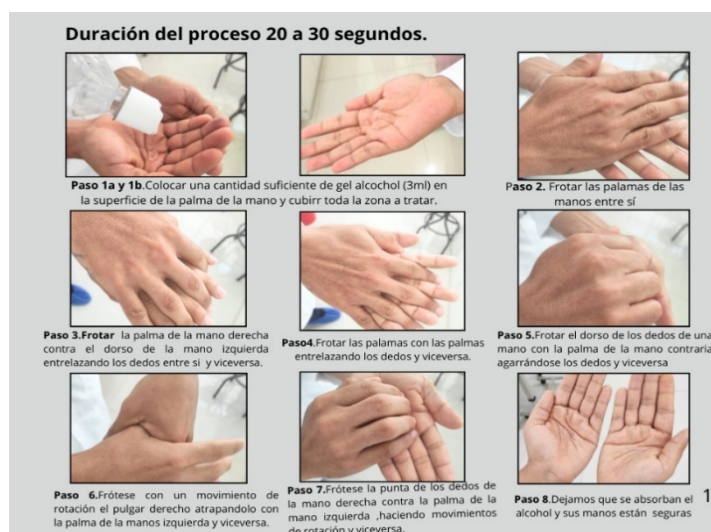 Duración del proceso 20 a 30 segundos.
Paso 1a y 1b.Colocar una cantidad suficiente de gel alcochol (3ml) en
la superficie de la palma de la mano y cubirr toda la zona a tratar.
Paso 2. Frotar las palamas de las
manos entre sí
Paso 3.Frotar la palma de la mano derecha
contra el dorso de la mano izquierda
entrelazando los dedos entre si y viceversa.
Paso4.Frotar las palamas con las palmas
entrelazando los dedos y viceversa.
Paso 5.Frotar el dorso de los dedos de una
mano con la palma de la mano contraria
agarrándose los dedos y viceversa
Paso 6.Frótese con un movimiento de
rotación el pulgar derecho atrapandolo con
la palma de la manos izquierda y viceversa.
Paso 7.Frótese la punta de los dedos de
la mano derecha contra la palma de la
mano izquierda ,haciendo movimientos
de rotación y viceversa.
Paso 8.Dejamos que se absorban el
alcohol y sus manos están seguras
1